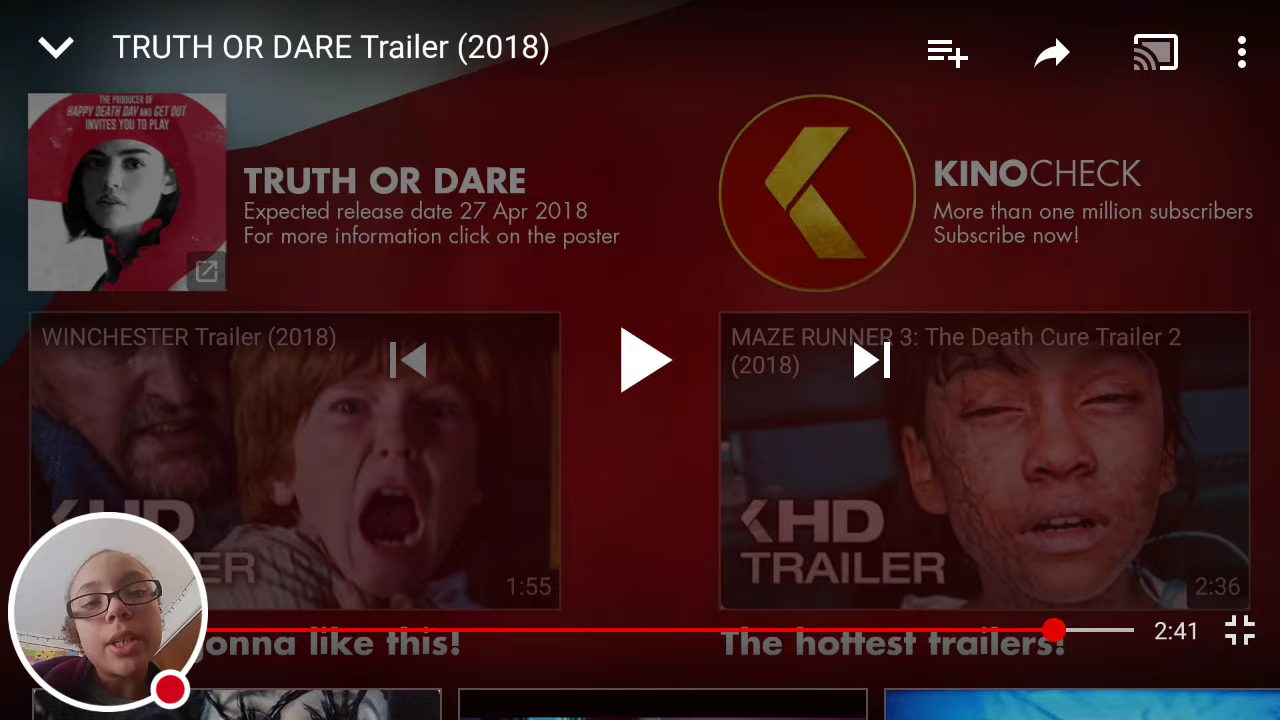 TRUTH OR DARE Trailer (2018)
THE PRODUCER OF
HAPPY DEATH DAY AND GET OUT
INVITES YOU TO PLAY
TRUTH OR DARE
Expected release date 27 Apr 2018
For more information click on the poster
KINOCHECK
More than one million subscribers
Subscribe now!
WINCHESTER Trailer (2018)
HD
ER
1:55
MAZE RUNNER 3: The Death Cure Trailer 2
(2018)
KHD
TRAILER
2:36
2:41
gonna like this!
The hottest trailers!